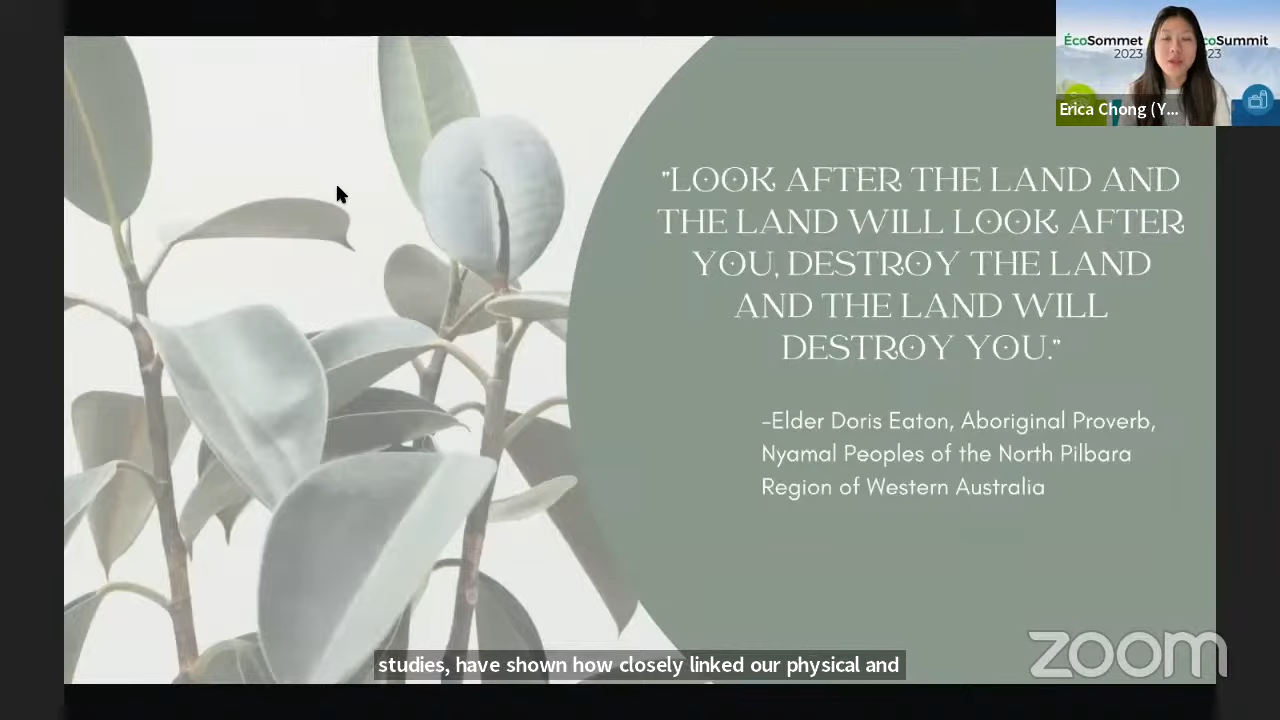 ÉcoSommet
2023
coSummit
23
Erica Chong (Y...
"LOOK AFTER THE LAND AND
THE LAND WILL LOOK AFTER
YOU, DESTROY THE LAND
AND THE LAND WILL
DESTROY YOU."
-Elder Doris Eaton, Aboriginal Proverb,
Nyamal Peoples of the North Pilbara
Region of Western Australia
studies, have shown how closely linked our physical and
zoom